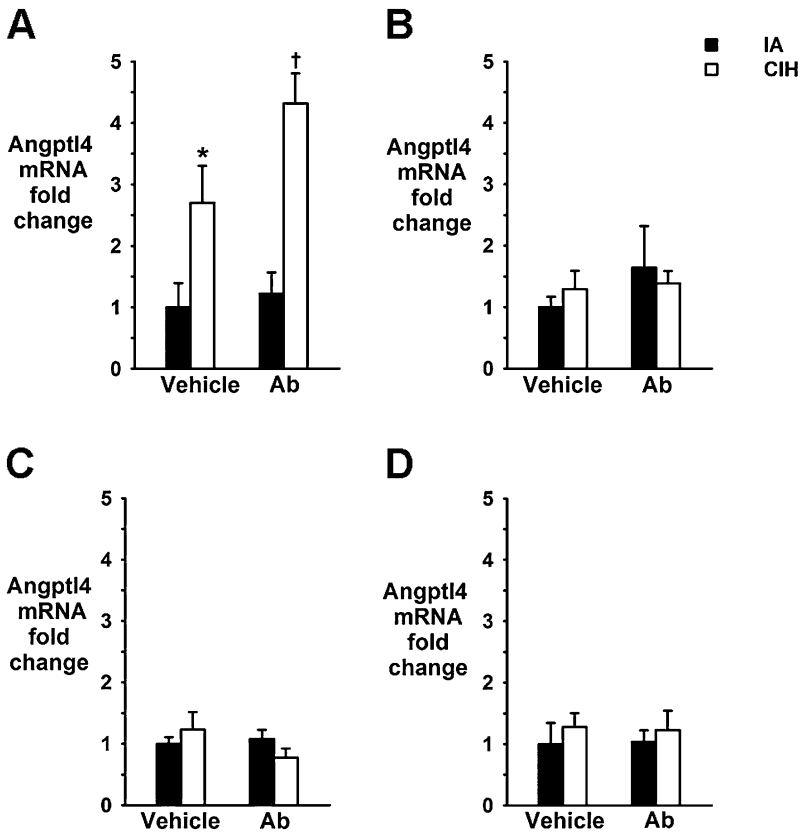 A
5
4
3
2
1
0
Angptl4
mRNA
fold
change
*
†
Vehicle Ab
B
IA
CIH
5
4
3
2
1
0
Angptl4
mRNA
fold
change
Vehicle Ab
C
5
4
3
2
1
0
Angptl4
mRNA
fold
change
Vehicle Ab
D
5
4
3
2
1
0
Angptl4
mRNA
fold
change
Vehicle Ab